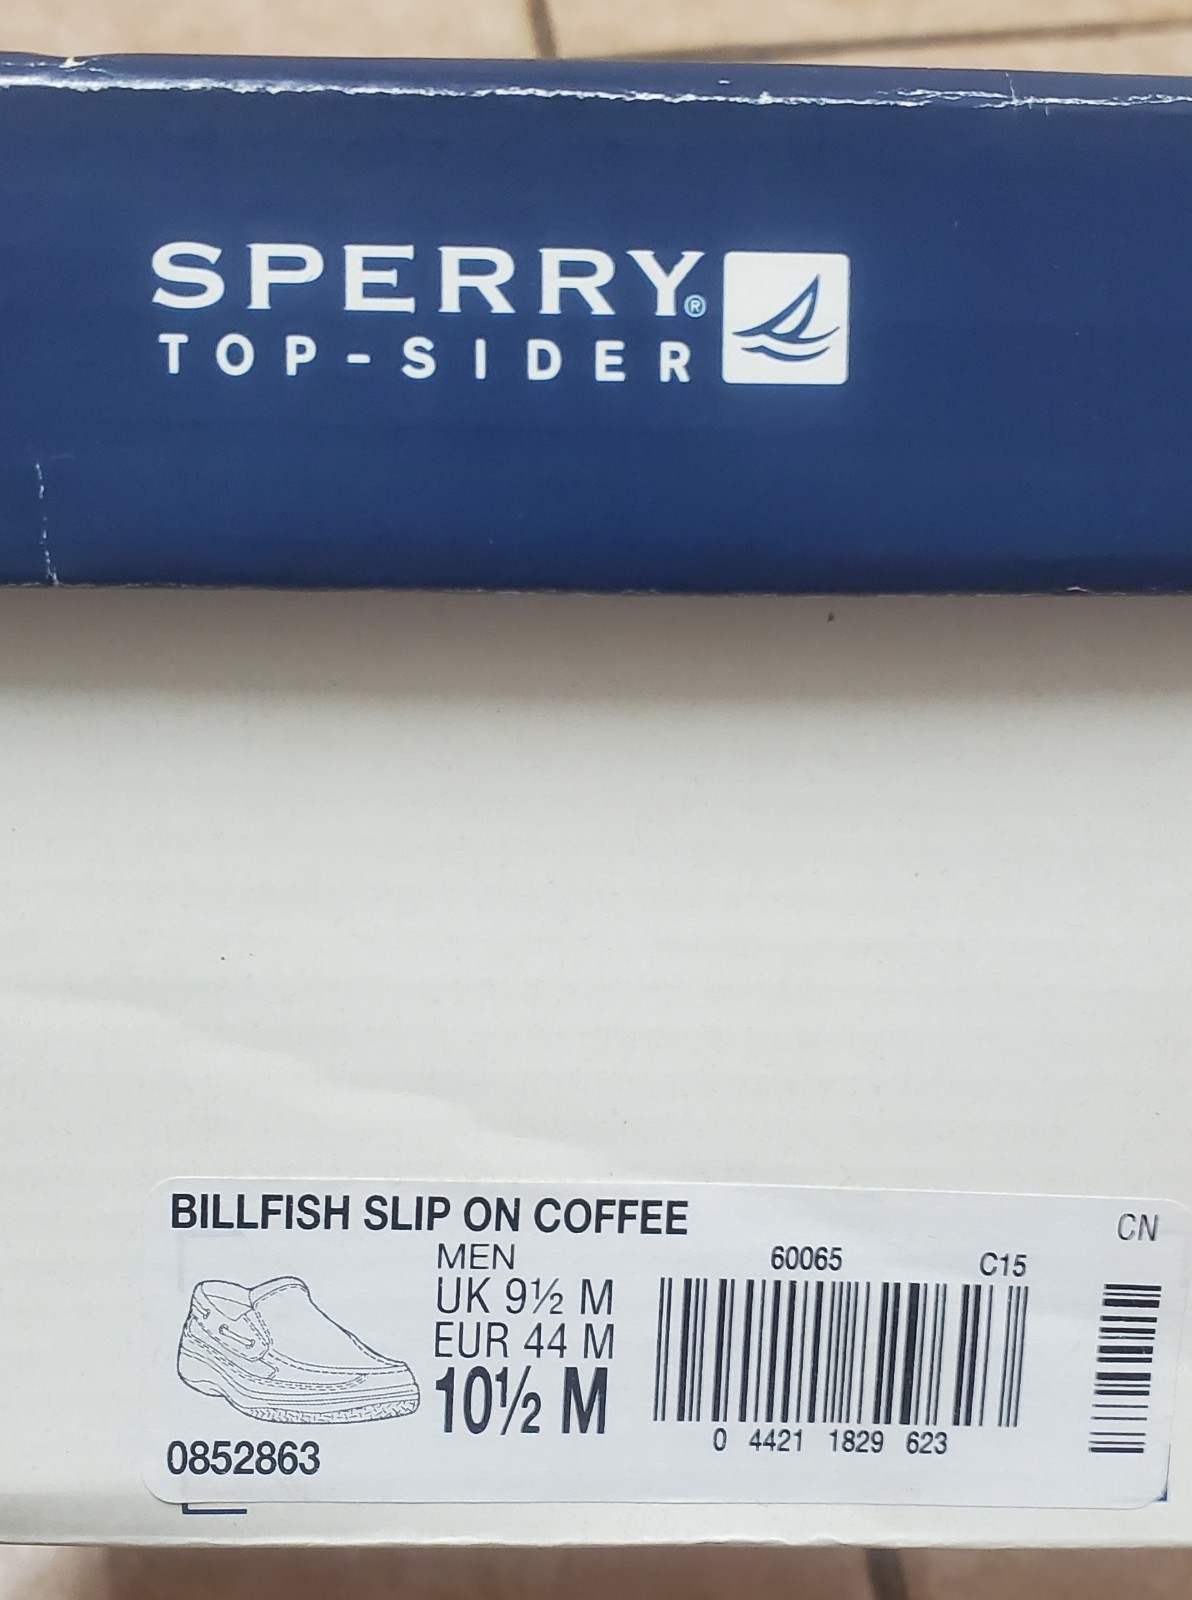 SPERRY®
TOP-SIDER
BILLFISH SLIP ON COFFEE
CN
MEN
60065
C15
UK 9½ M
EUR 44 M
10½ M
0 4421 1829 623
0852863